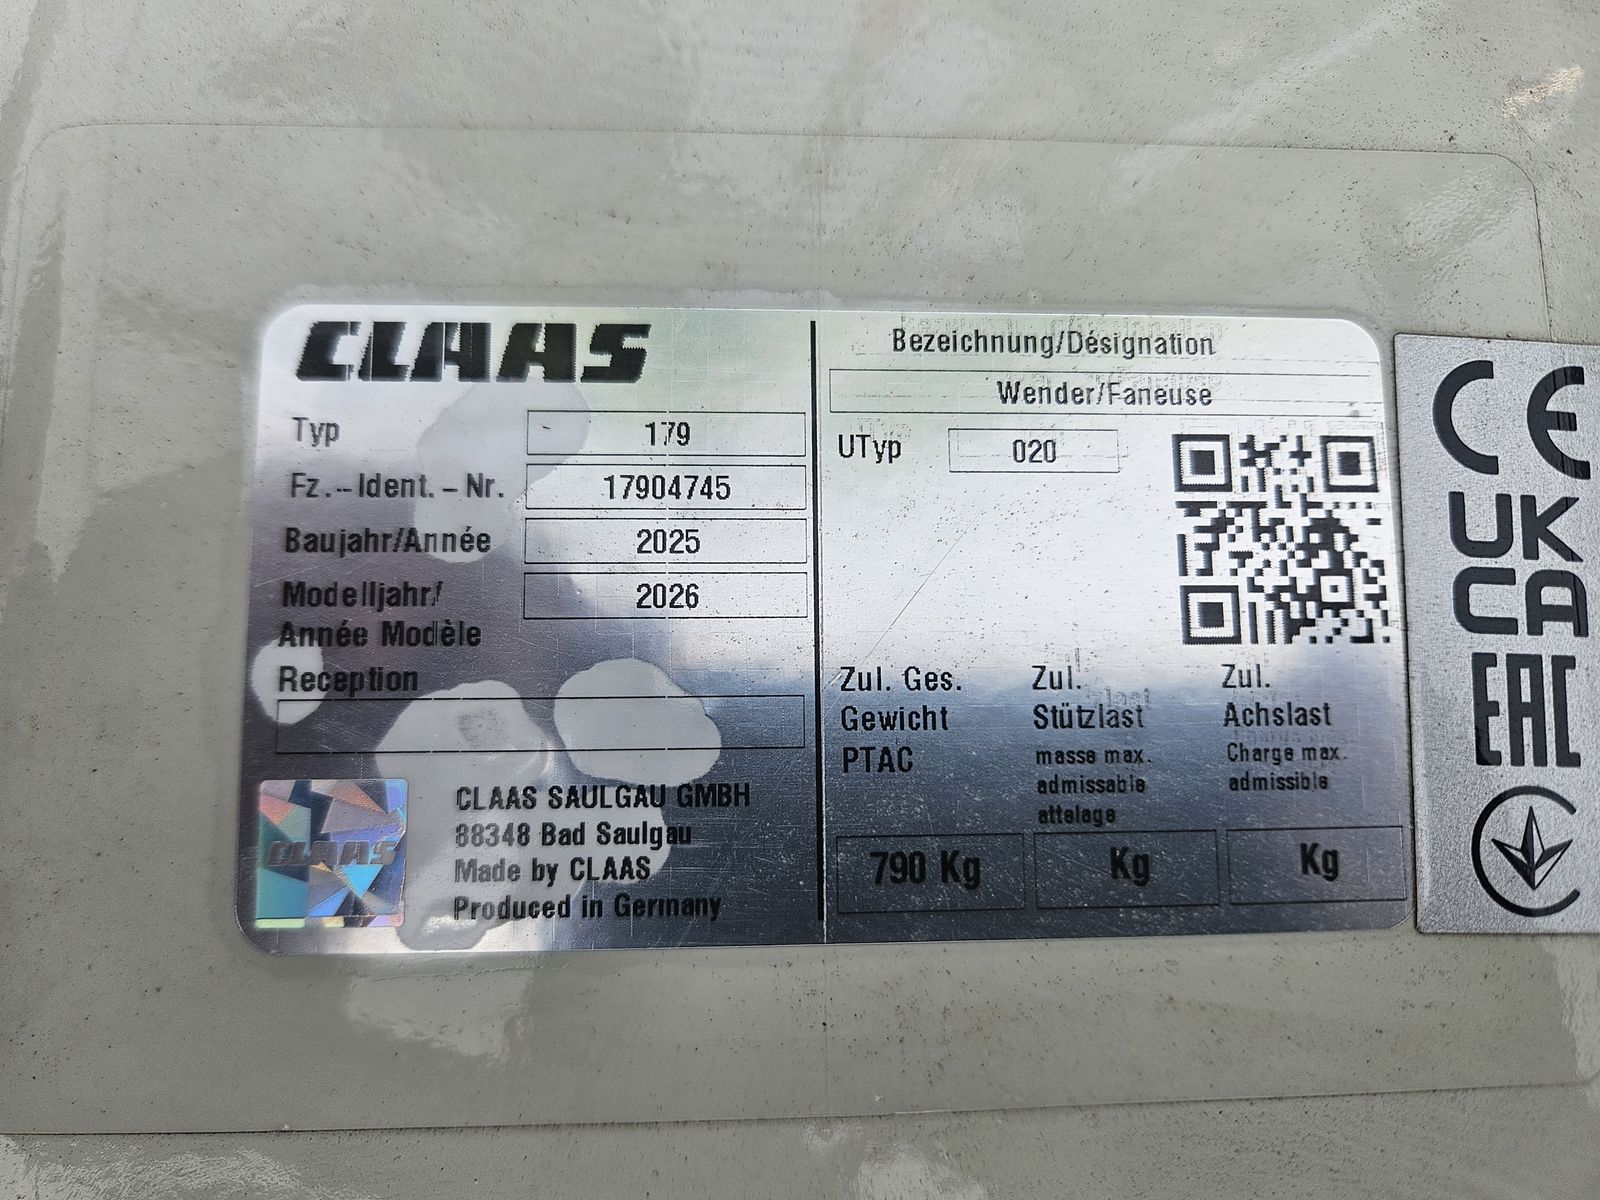 CLAAS
Typ 179
Fz.-Ident.-Nr. 17904745
Baujahr/Année 2025
Modelljahr/ 2026
Année Modèle
Reception
CLAAS
CLAAS SAULGAU GMBH
88348 Bad Saulgau
Made by CLAAS
Produced in Germany
Bezeichnung/Désignation
Wender/Faneuse
UTyp 020
Zul. Ges.
Gewicht
PTAC
790 Kg
Zul.
Stützlast
masse max.
admissable
attelage
Kg
Zul.
Achslast
Charge max.
admissible
Kg
CE
UK
CA
EAC